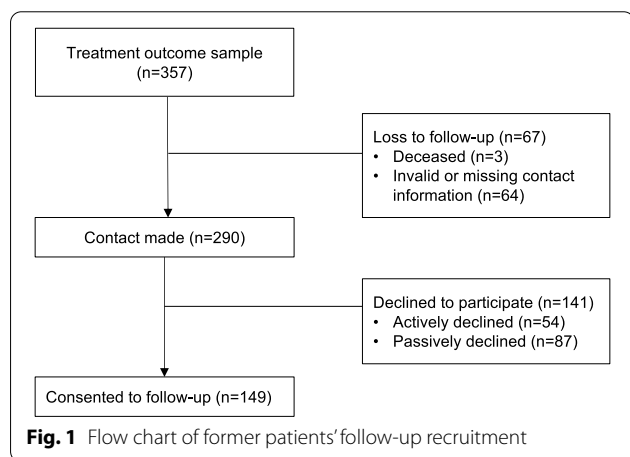 Treatment outcome sample
(n=357)
Loss to follow-up (n=67)
• Deceased (n=3)
• Invalid or missing contact
information (n=64)
Contact made (n=290)
Declined to participate (n=141)
• Actively declined (n=54)
• Passively declined (n=87)
Consented to follow-up (n=149)
Fig. 1 Flow chart of former patients' follow-up recruitment